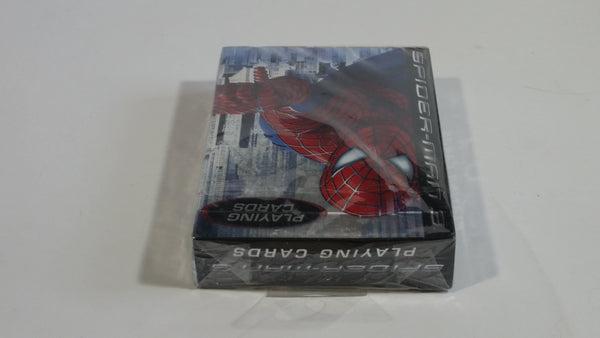 SPIDER-MAN 3
PLAYING
CARDS
SPIDER-MAN 3
PLAYING CARDS